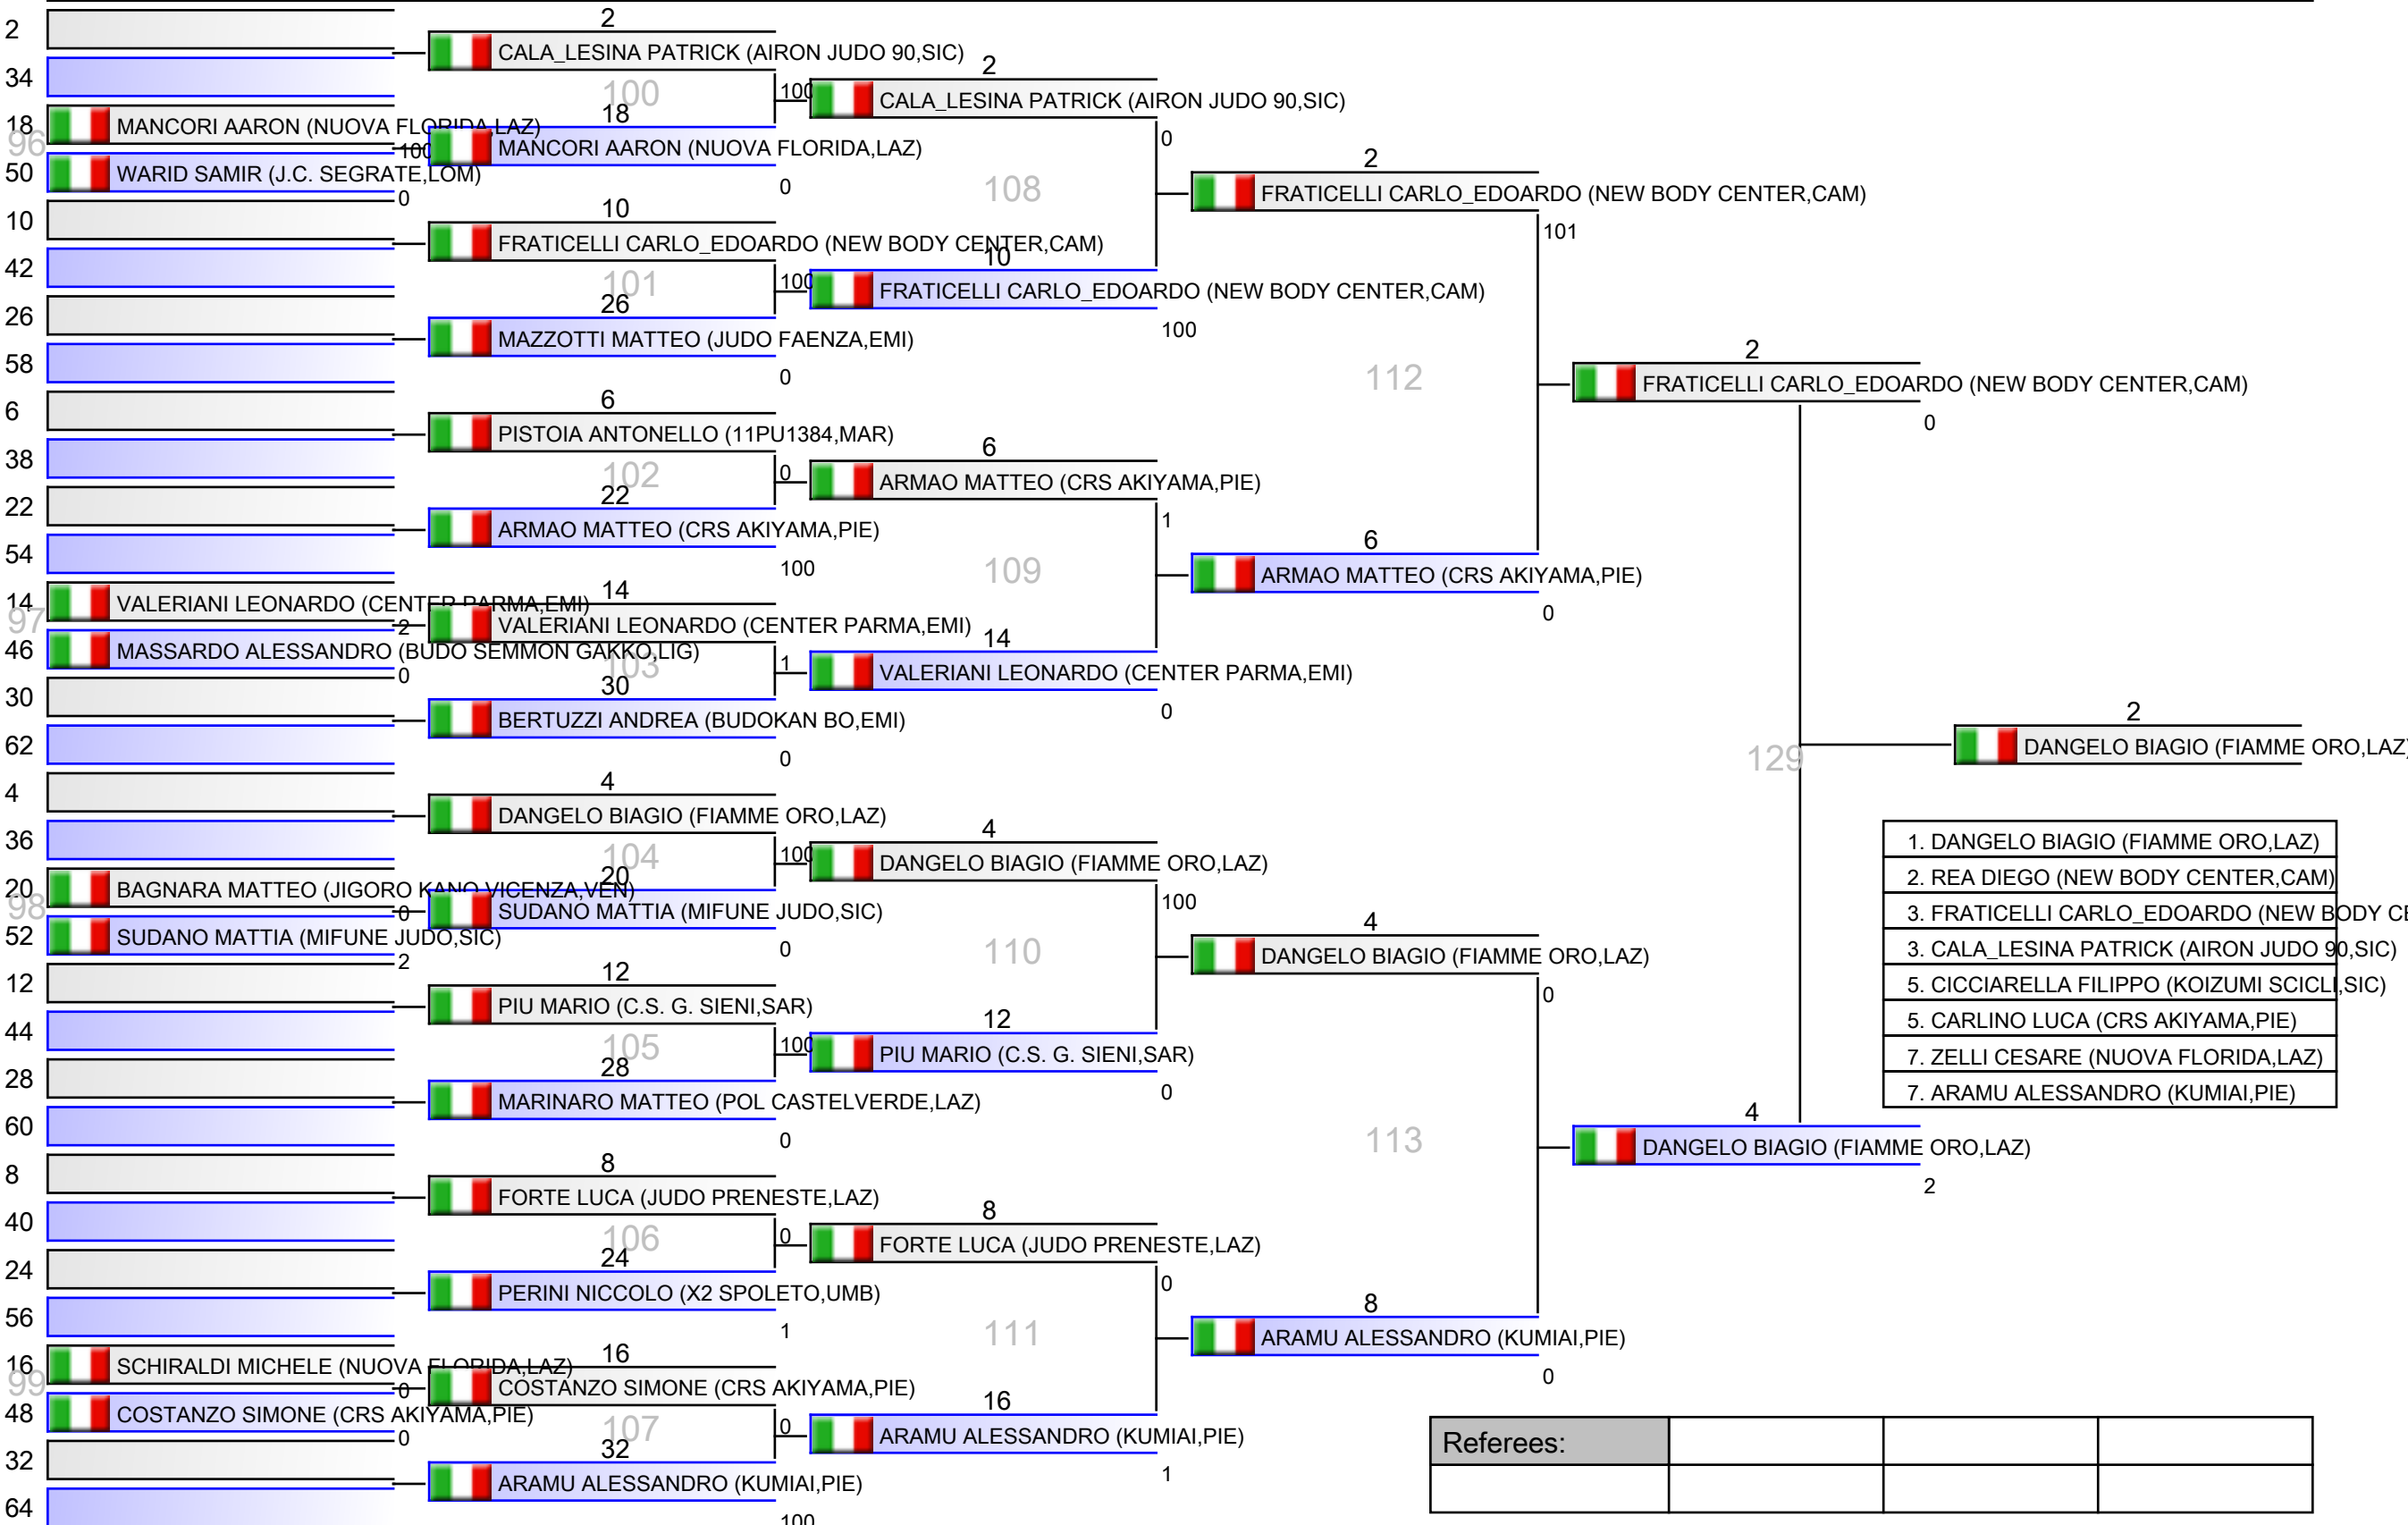 2
34
18 MANCORI AARON (NUOVA FLORIDA,LAZ)
96
100
50 WARID SAMIR (J.C. SEGRATE,LOM)
0
10
42
26
58
6
38
22
54
14 VALERIANI LEONARDO (CENTER PARMA,EMI)
97
2
46 MASSARDO ALESSANDRO (BUDO SEMMON GAKKO,LIG)
0
30
62
4
36
20 BAGNARA MATTEO (JIGORO KANO VICENZA,VEN)
98
0
52 SUDANO MATTIA (MIFUNE JUDO,SIC)
2
12
44
28
60
8
40
24
56
16 SCHIRALDI MICHELE (NUOVA FLORIDA,LAZ)
99
0
48 COSTANZO SIMONE (CRS AKIYAMA,PIE)
0
32
64
2
CALA_LESINA PATRICK (AIRON JUDO 90,SIC)
100
100
18
MANCORI AARON (NUOVA FLORIDA,LAZ)
0
10
FRATICELLI CARLO_EDOARDO (NEW BODY CENTER,CAM)
101
100
26
MAZZOTTI MATTEO (JUDO FAENZA,EMI)
0
6
PISTOIA ANTONELLO (11PU1384,MAR)
102
0
22
ARMAO MATTEO (CRS AKIYAMA,PIE)
100
14
VALERIANI LEONARDO (CENTER PARMA,EMI)
103
1
30
BERTUZZI ANDREA (BUDOKAN BO,EMI)
0
4
DANGELO BIAGIO (FIAMME ORO,LAZ)
104
100
20
SUDANO MATTIA (MIFUNE JUDO,SIC)
0
12
PIU MARIO (C.S. G. SIENI,SAR)
105
100
28
MARINARO MATTEO (POL CASTELVERDE,LAZ)
0
8
FORTE LUCA (JUDO PRENESTE,LAZ)
106
0
24
PERINI NICCOLO (X2 SPOLETO,UMB)
1
16
COSTANZO SIMONE (CRS AKIYAMA,PIE)
107
0
32
ARAMU ALESSANDRO (KUMIAI,PIE)
100
2
CALA_LESINA PATRICK (AIRON JUDO 90,SIC)
0
108
10
FRATICELLI CARLO_EDOARDO (NEW BODY CENTER,CAM)
100
6
ARMAO MATTEO (CRS AKIYAMA,PIE)
1
109
14
VALERIANI LEONARDO (CENTER PARMA,EMI)
0
4
DANGELO BIAGIO (FIAMME ORO,LAZ)
100
110
12
PIU MARIO (C.S. G. SIENI,SAR)
0
8
FORTE LUCA (JUDO PRENESTE,LAZ)
0
111
16
ARAMU ALESSANDRO (KUMIAI,PIE)
1
2
FRATICELLI CARLO_EDOARDO (NEW BODY CENTER,CAM)
101
112
6
ARMAO MATTEO (CRS AKIYAMA,PIE)
0
4
DANGELO BIAGIO (FIAMME ORO,LAZ)
0
113
8
ARAMU ALESSANDRO (KUMIAI,PIE)
0
2
FRATICELLI CARLO_EDOARDO (NEW BODY CENTER,CAM)
0
129
4
DANGELO BIAGIO (FIAMME ORO,LAZ)
2
2
DANGELO BIAGIO (FIAMME ORO,LAZ)
1. DANGELO BIAGIO (FIAMME ORO,LAZ)
2. REA DIEGO (NEW BODY CENTER,CAM)
3. FRATICELLI CARLO_EDOARDO (NEW BODY
3. CALA_LESINA PATRICK (AIRON JUDO 90,SIC)
5. CICCIARELLA FILIPPO (KOIZUMI SCICLI,SIC)
5. CARLINO LUCA (CRS AKIYAMA,PIE)
7. ZELLI CESARE (NUOVA FLORIDA,LAZ)
7. ARAMU ALESSANDRO (KUMIAI,PIE)
Referees: